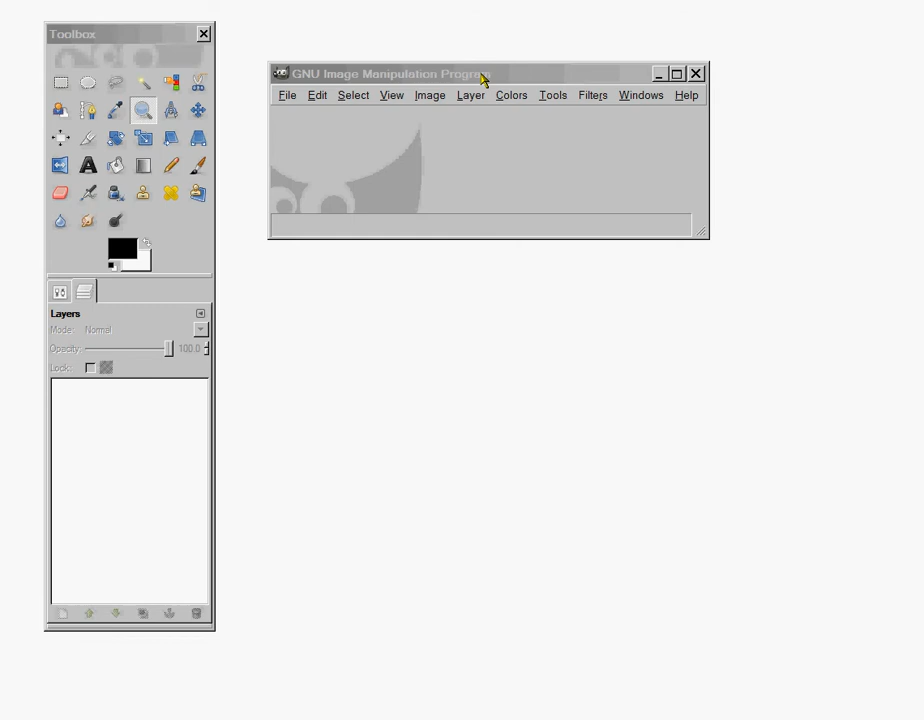 Toolbox
GNU Image Manipulation Program
File Edit Select View Image Layer Colors Tools Filters Windows Help
Layers
Mode: Normal
Opacity: 100.0
Lock: